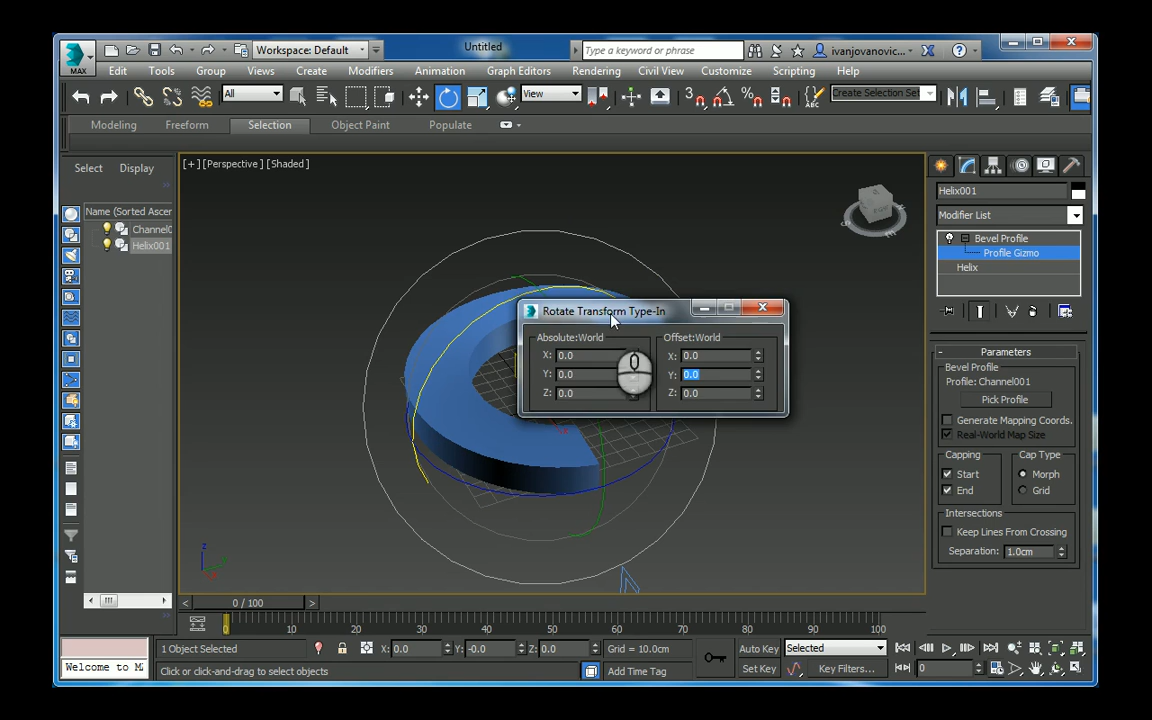 MAX
Workspace: Default
Untitled
Type a keyword or phrase
ivanjovanovic...
Edit Tools Group Views Create Modifiers Animation Graph Editors Rendering Civil View Customize Scripting Help
All
View
3
Create Selection Set
Modeling Freeform Selection Object Paint Populate
Select Display
Name (Sorted Ascen
Channel0
Helix001
[+] [Perspective] [Shaded]
Rotate Transform Type-In
Absolute:World
X: 0.0
Y: 0.0
Z: 0.0
Offset:World
X: 0.0
Y: 0.0
Z: 0.0
z
Helix001
Modifier List
Bevel Profile
Profile Gizmo
Helix
- Parameters
Bevel Profile
Profile: Channel001
Pick Profile
Generate Mapping Coords.
Real-World Map Size
Capping
Start
End
Cap Type
Morph
Grid
Intersections
Keep Lines From Crossing
Separation: 1.0cm
< 0 / 100 >
0 10 20 30 40 50 60 70 80 90 100
Welcome to M
1 Object Selected
X: 0.0 Y: -0.0 Z: 0.0
Grid = 10.0cm
Click or click-and-drag to select objects
Add Time Tag
Auto Key
Selected
Set Key
Key Filters...
0